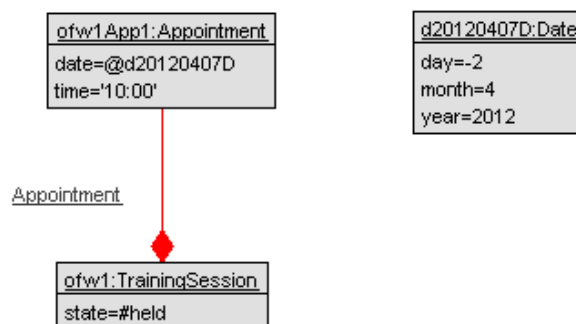 ofw1App1:Appointment
date=@d20120407D
time='10:00'
d20120407D:Date
day=-2
month=4
year=2012
Appointment
ofw1:TrainingSession
state=#held